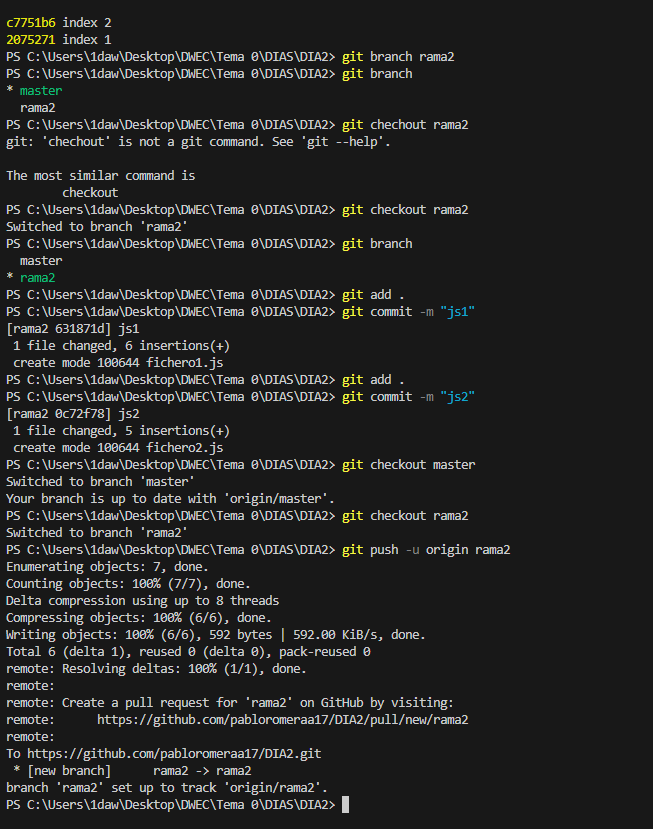 c7751b6 index 2
2075271 index 1
PS C:\Users\1daw\Desktop\DWEC\Tema 0\DIAS\DIA2> git branch rama2
PS C:\Users\1daw\Desktop\DWEC\Tema 0\DIAS\DIA2> git branch
* master
  rama2
PS C:\Users\1daw\Desktop\DWEC\Tema 0\DIAS\DIA2> git chechout rama2
git: 'chechout' is not a git command. See 'git --help'.

The most similar command is
        checkout
PS C:\Users\1daw\Desktop\DWEC\Tema 0\DIAS\DIA2> git checkout rama2
Switched to branch 'rama2'
PS C:\Users\1daw\Desktop\DWEC\Tema 0\DIAS\DIA2> git branch
  master
* rama2
PS C:\Users\1daw\Desktop\DWEC\Tema 0\DIAS\DIA2> git add .
PS C:\Users\1daw\Desktop\DWEC\Tema 0\DIAS\DIA2> git commit -m "js1"
[rama2 631871d] js1
 1 file changed, 6 insertions(+)
 create mode 100644 fichero1.js
PS C:\Users\1daw\Desktop\DWEC\Tema 0\DIAS\DIA2> git add .
PS C:\Users\1daw\Desktop\DWEC\Tema 0\DIAS\DIA2> git commit -m "js2"
[rama2 0c72f78] js2
 1 file changed, 5 insertions(+)
 create mode 100644 fichero2.js
PS C:\Users\1daw\Desktop\DWEC\Tema 0\DIAS\DIA2> git checkout master
Switched to branch 'master'
Your branch is up to date with 'origin/master'.
PS C:\Users\1daw\Desktop\DWEC\Tema 0\DIAS\DIA2> git checkout rama2
Switched to branch 'rama2'
PS C:\Users\1daw\Desktop\DWEC\Tema 0\DIAS\DIA2> git push -u origin rama2
Enumerating objects: 7, done.
Counting objects: 100% (7/7), done.
Delta compression using up to 8 threads
Compressing objects: 100% (6/6), done.
Writing objects: 100% (6/6), 592 bytes | 592.00 KiB/s, done.
Total 6 (delta 1), reused 0 (delta 0), pack-reused 0
remote: Resolving deltas: 100% (1/1), done.
remote:
remote: Create a pull request for 'rama2' on GitHub by visiting:
remote:      https://github.com/pabloromeraa17/DIA2/pull/new/rama2
remote:
To https://github.com/pabloromeraa17/DIA2.git
 * [new branch]      rama2 -> rama2
branch 'rama2' set up to track 'origin/rama2'.
PS C:\Users\1daw\Desktop\DWEC\Tema 0\DIAS\DIA2>